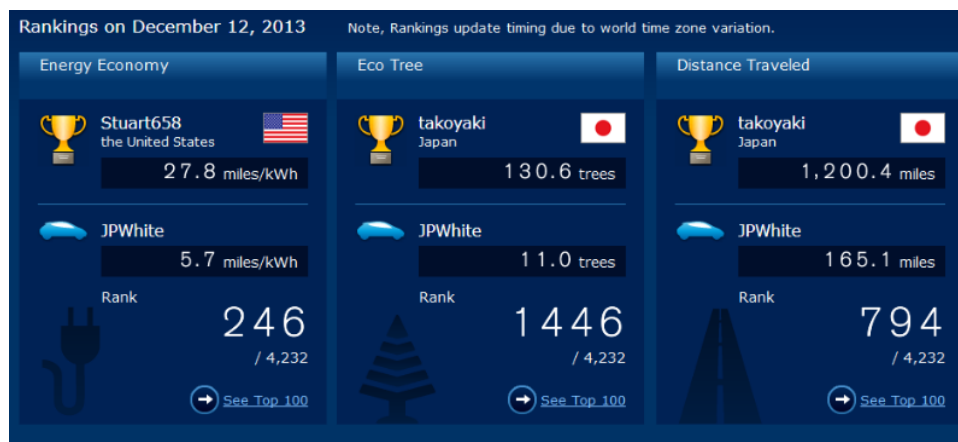 Rankings on December 12, 2013
Note, Rankings update timing due to world time zone variation.
Energy Economy
Stuart658
the United States
27.8 miles/kWh
JPWhite
5.7 miles/kWh
Rank
246
/ 4,232
See Top 100
Eco Tree
takoyaki
Japan
130.6 trees
JPWhite
11.0 trees
Rank
1446
/ 4,232
See Top 100
Distance Traveled
takoyaki
Japan
1,200.4 miles
JPWhite
165.1 miles
Rank
794
/ 4,232
See Top 100